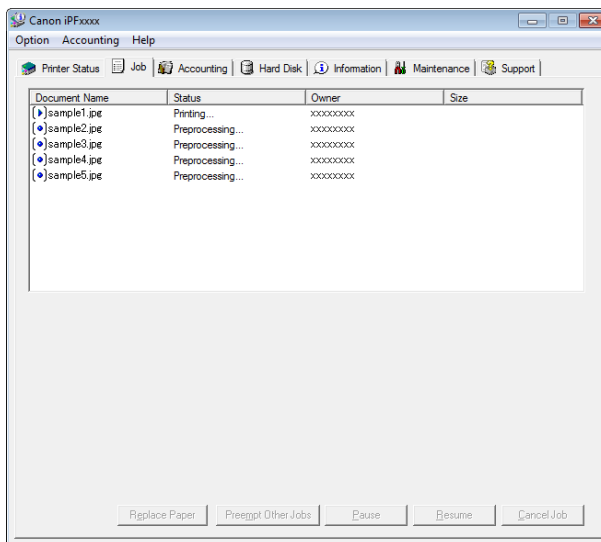 Canon iPFxxxx
Option Accounting Help
Printer Status Job Accounting Hard Disk Information Maintenance Support
Document Name Status Owner Size
sample1.jpg Printing... xxxxxxxx
sample2.jpg Preprocessing... xxxxxxxx
sample3.jpg Preprocessing... xxxxxxxx
sample4.jpg Preprocessing... xxxxxxxx
sample5.jpg Preprocessing... xxxxxxxx
Replace Paper Preempt Other Jobs Pause Resume Cancel Job